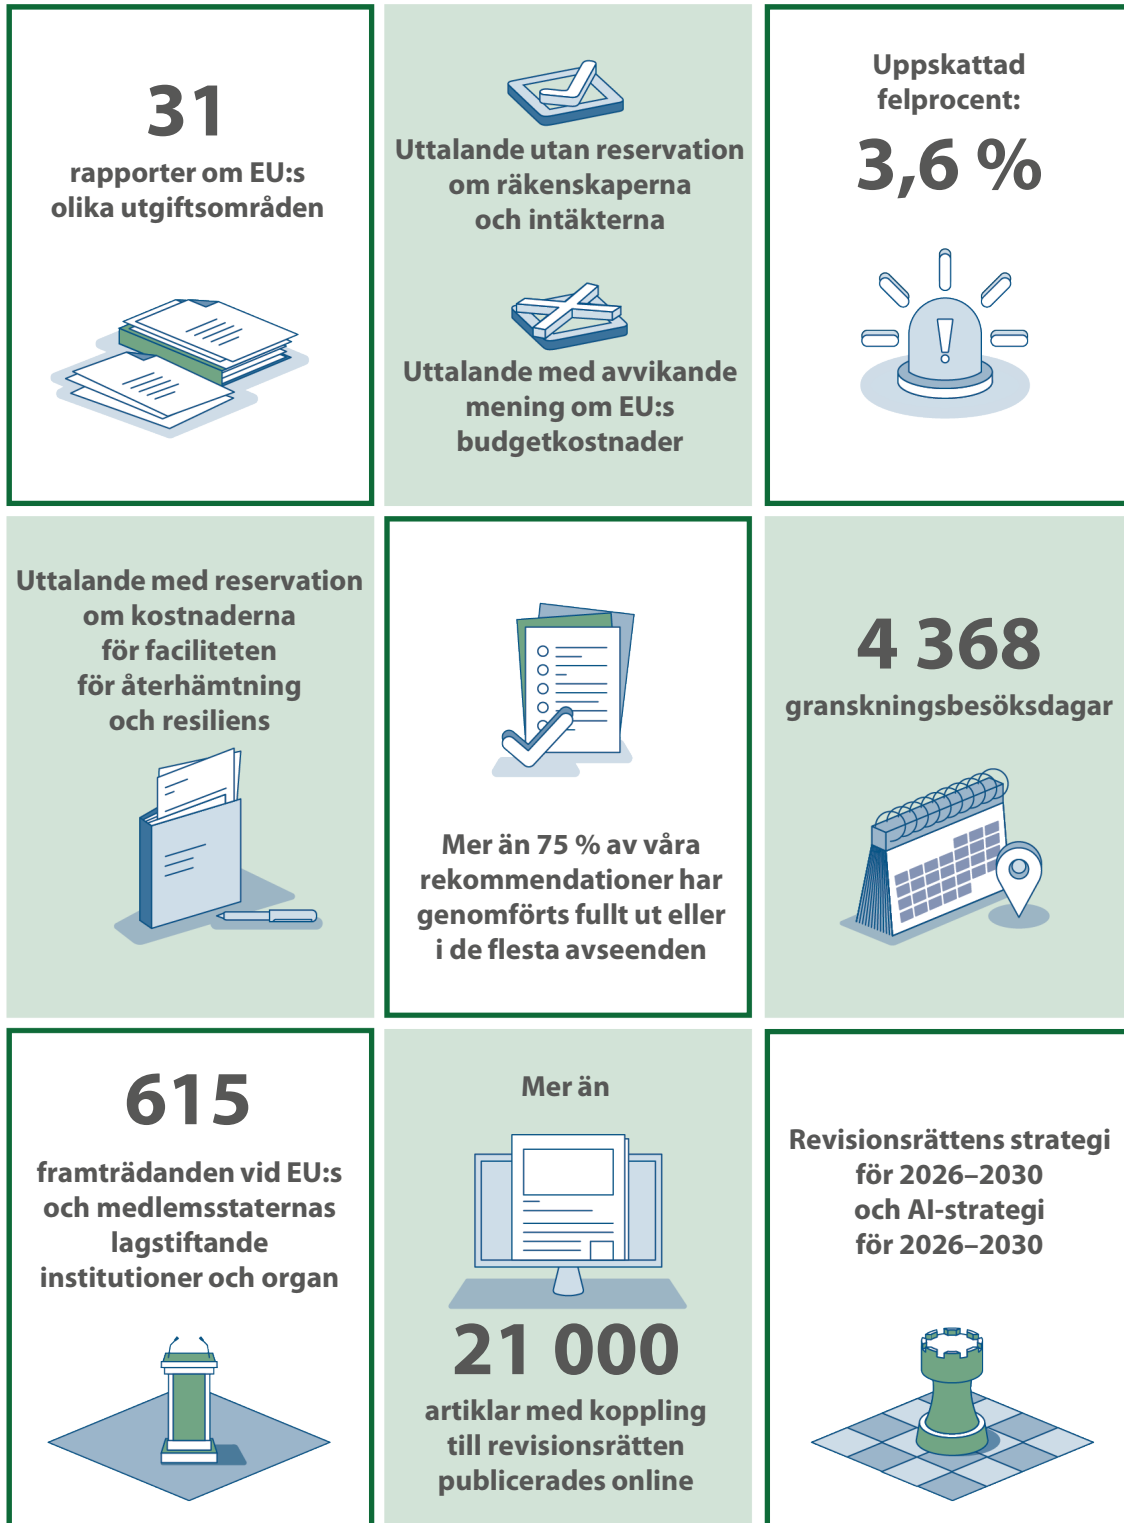 31
rapporter om EU:s
olika utgiftsområden
Uttalande utan reservation
om räkenskaperna
och intäkterna
Uttalande med avvikande
mening om EU:s
budgetkostnader
Uppskattad
felprocent:
3,6 %
Uttalande med reservation
om kostnaderna
för faciliteten
för återhämtning
och resiliens
Mer än 75 % av våra
rekommendationer har
genomförts fullt ut eller
i de flesta avseenden
4 368
granskningsbesöksdagar
615
framträdanden vid EU:s
och medlemsstaternas
lagstiftande
institutioner och organ
Mer än
21 000
artiklar med koppling
till revisionsrätten
publicerades online
Revisionsrättens strategi
för 2026–2030
och AI-strategi
för 2026–2030